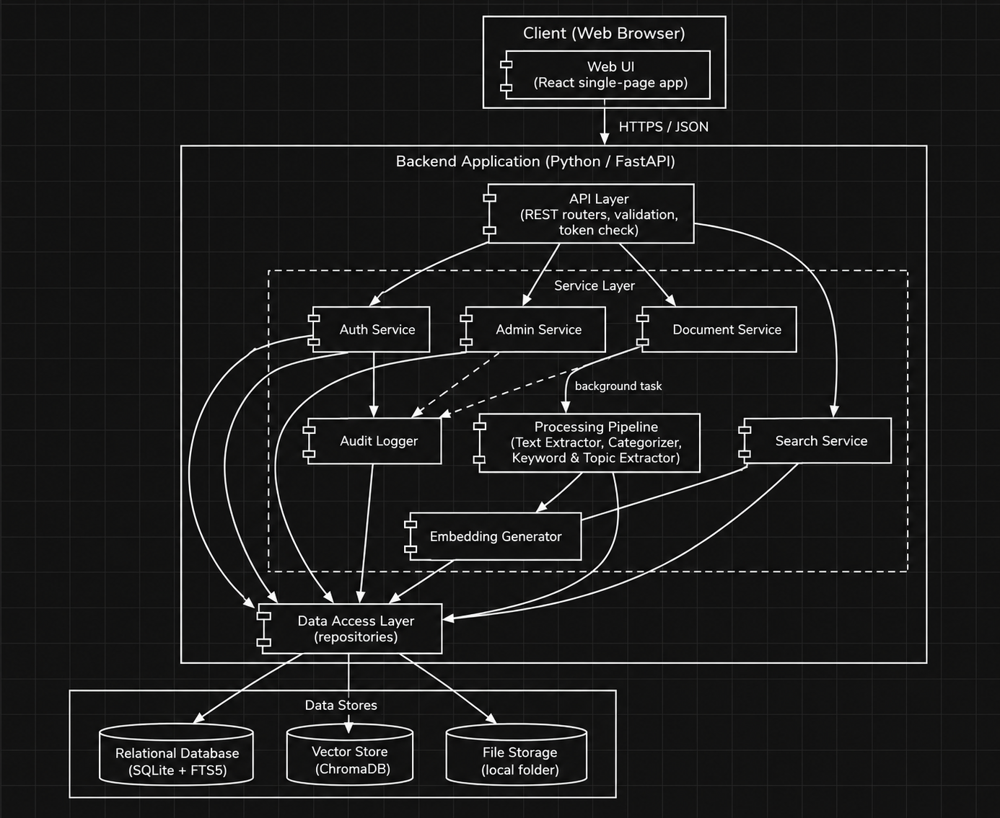 Client (Web Browser)
Web UI
(React single-page app)
HTTPS / JSON
Backend Application (Python / FastAPI)
API Layer
(REST routers, validation,
token check)
Service Layer
Auth Service
Admin Service
Document Service
background task
Audit Logger
Processing Pipeline
(Text Extractor, Categorizer,
Keyword & Topic Extractor)
Search Service
Embedding Generator
Data Access Layer
(repositories)
Data Stores
Relational Database
(SQLite + FTS5)
Vector Store
(ChromaDB)
File Storage
(local folder)